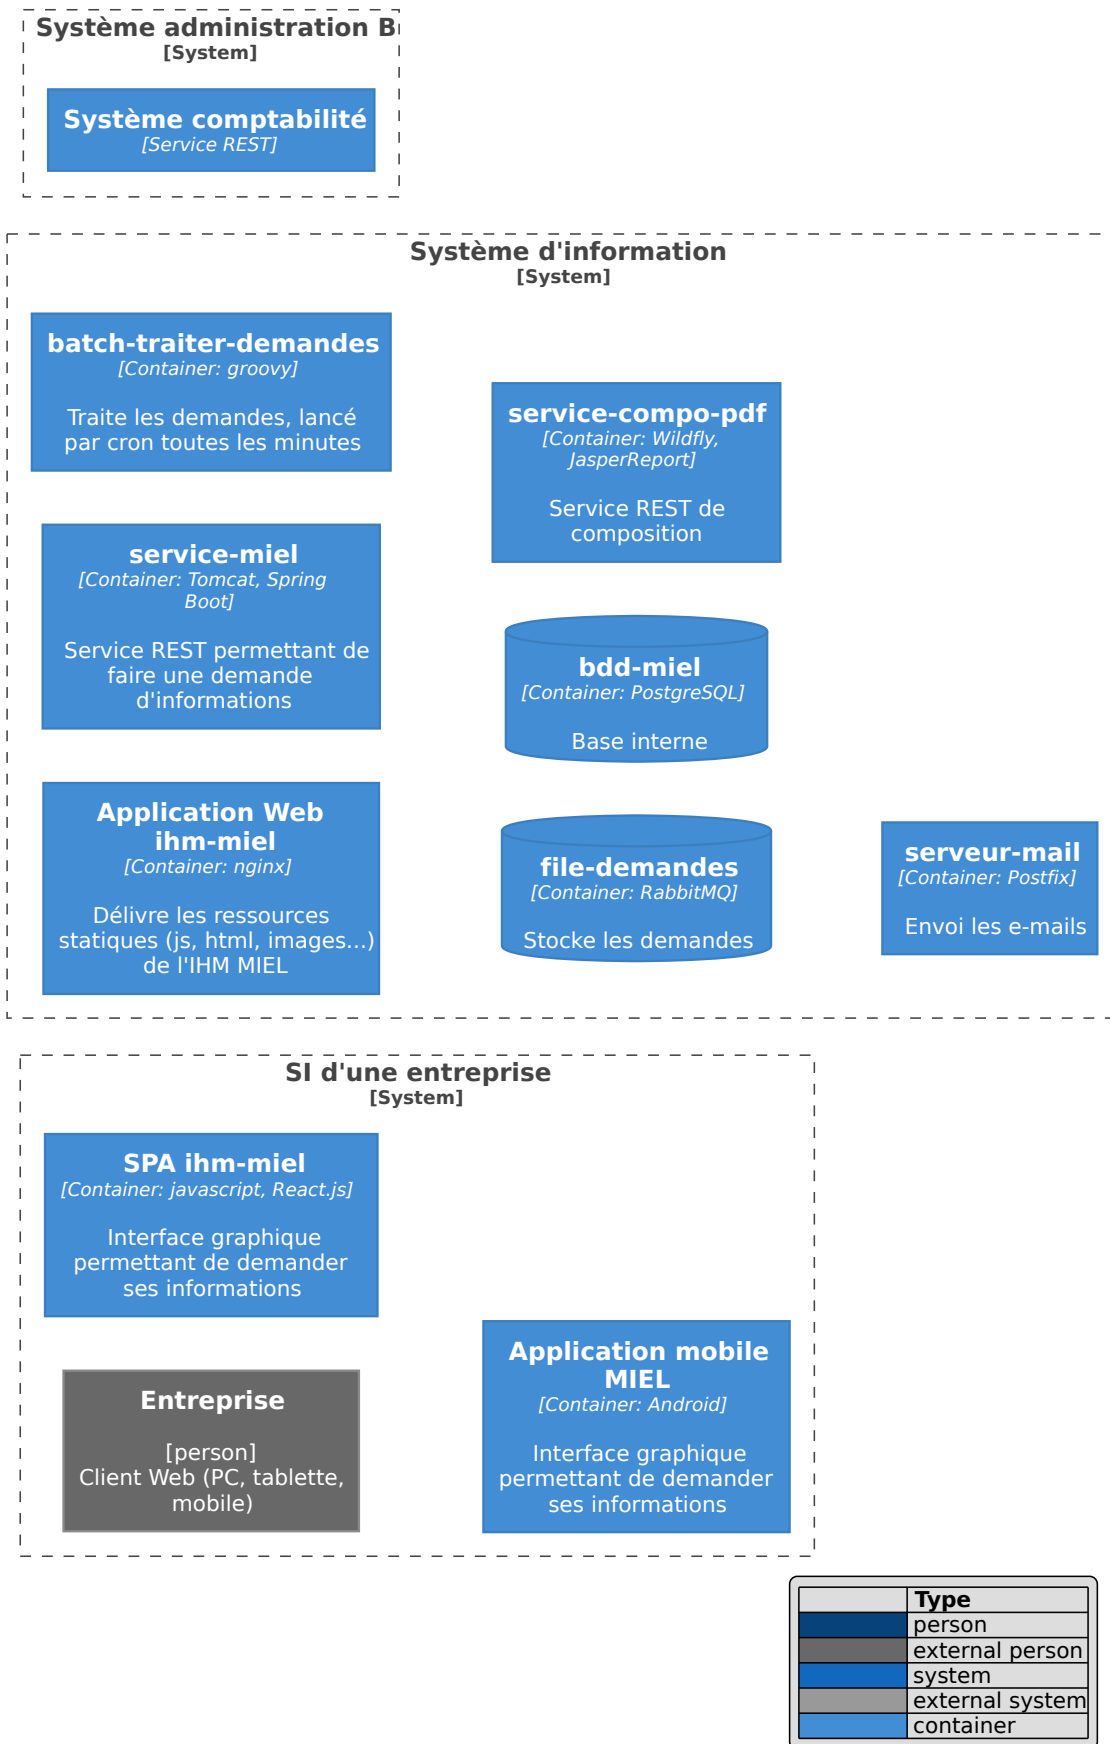 Système administration B
[System]
Système comptabilité
[Service REST]
Système d'information
[System]
batch-traiter-demandes
[Container: groovy]
Traite les demandes, lancé
par cron toutes les minutes
service-compo-pdf
[Container: Wildfly,
JasperReport]
Service REST de
composition
service-miel
[Container: Tomcat, Spring
Boot]
Service REST permettant de
faire une demande
d'informations
bdd-miel
[Container: PostgreSQL]
Base interne
Application Web
ihm-miel
[Container: nginx]
Délivre les ressources
statiques (js, html, images...)
de l'IHM MIEL
file-demandes
[Container: RabbitMQ]
Stocke les demandes
serveur-mail
[Container: Postfix]
Envoi les e-mails
SI d'une entreprise
[System]
SPA ihm-miel
[Container: javascript, React.js]
Interface graphique
permettant de demander
ses informations
Entreprise
[person]
Client Web (PC, tablette,
mobile)
Application mobile
MIEL
[Container: Android]
Interface graphique
permettant de demander
ses informations
Type
person
external person
system
external system
container